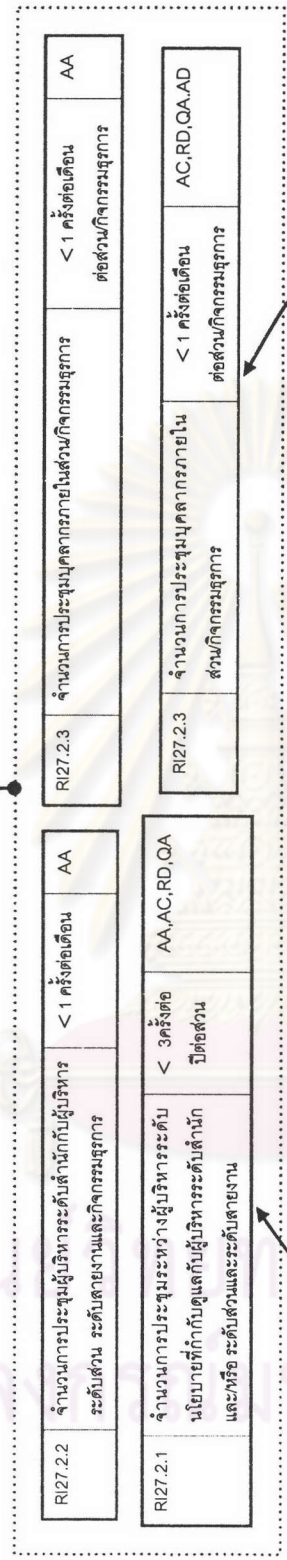 RI27.2.2
จำนวนการประชุมผู้บริหารระดับสำนักกับผู้บริหาร
ระดับส่วน ระดับสายงานและกิจกรรมธุรการ
< 1 ครั้งต่อเดือน
AA
RI27.2.3
จำนวนการประชุมบุคลากรภายในส่วน/กิจกรรมธุรการ
< 1 ครั้งต่อเดือน
ต่อส่วน/กิจกรรมธุรการ
AA
RI27.2.1
จำนวนการประชุมระหว่างผู้บริหารระดับ
นโยบายที่กำกับดูแลกับผู้บริหารระดับสำนัก
และ/หรือ ระดับส่วนและระดับสายงาน
< 3ครั้งต่อ
ปีต่อส่วน
AA,AC,RD,QA
RI27.2.3
จำนวนการประชุมบุคลากรภายใน
ส่วน/กิจกรรมธุรการ
< 1 ครั้งต่อเดือน
ต่อส่วน/กิจกรรมธุรการ
AC,RD,QA.AD